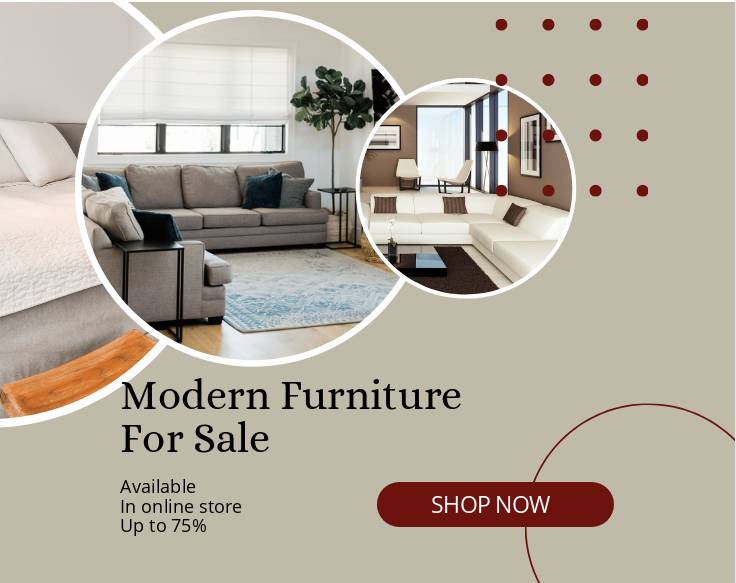 Modern Furniture
For Sale
Available
In online store
Up to 75%
SHOP NOW